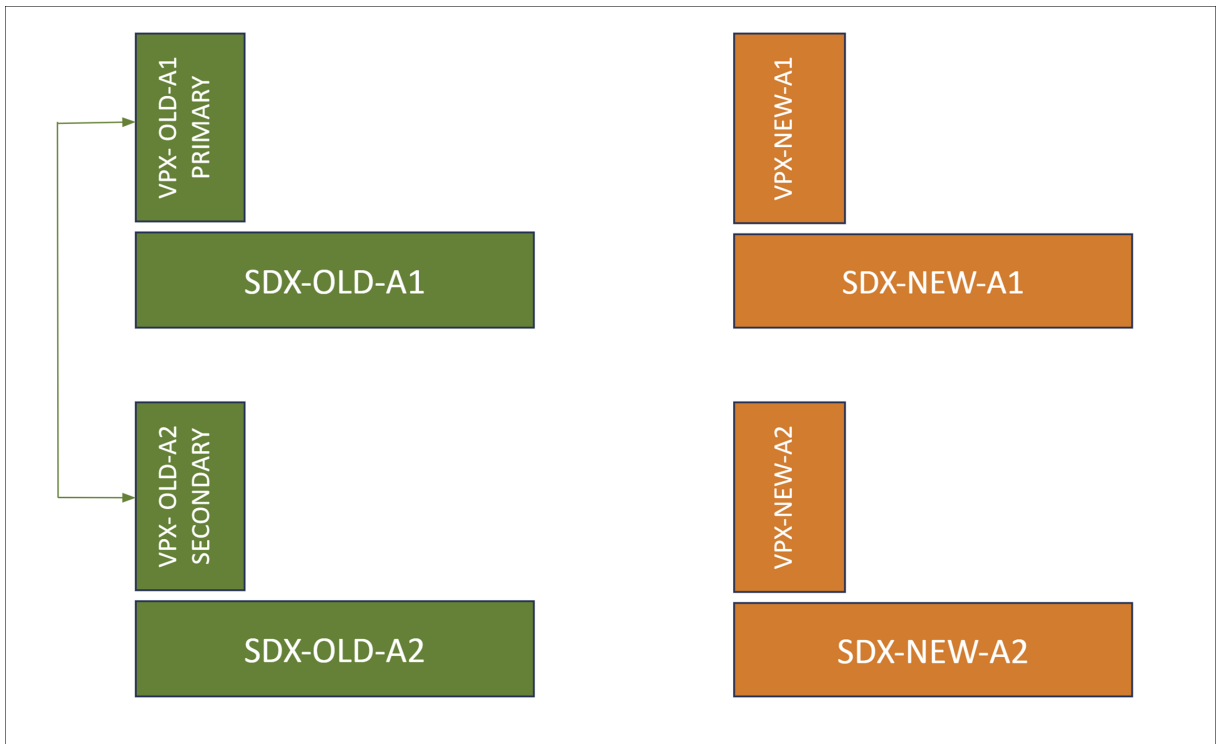 VPX- OLD-A1
PRIMARY
SDX-OLD-A1
VPX-NEW-A1
SDX-NEW-A1
VPX- OLD-A2
SECONDARY
SDX-OLD-A2
VPX-NEW-A2
SDX-NEW-A2